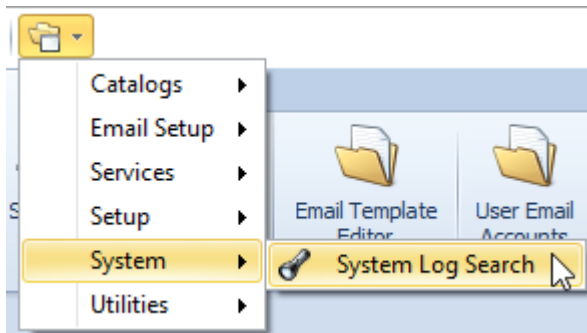 Catalogs
Email Setup
Services
Setup
System
Utilities
System Log Search
Email Template
Editor
User Email
Accounts